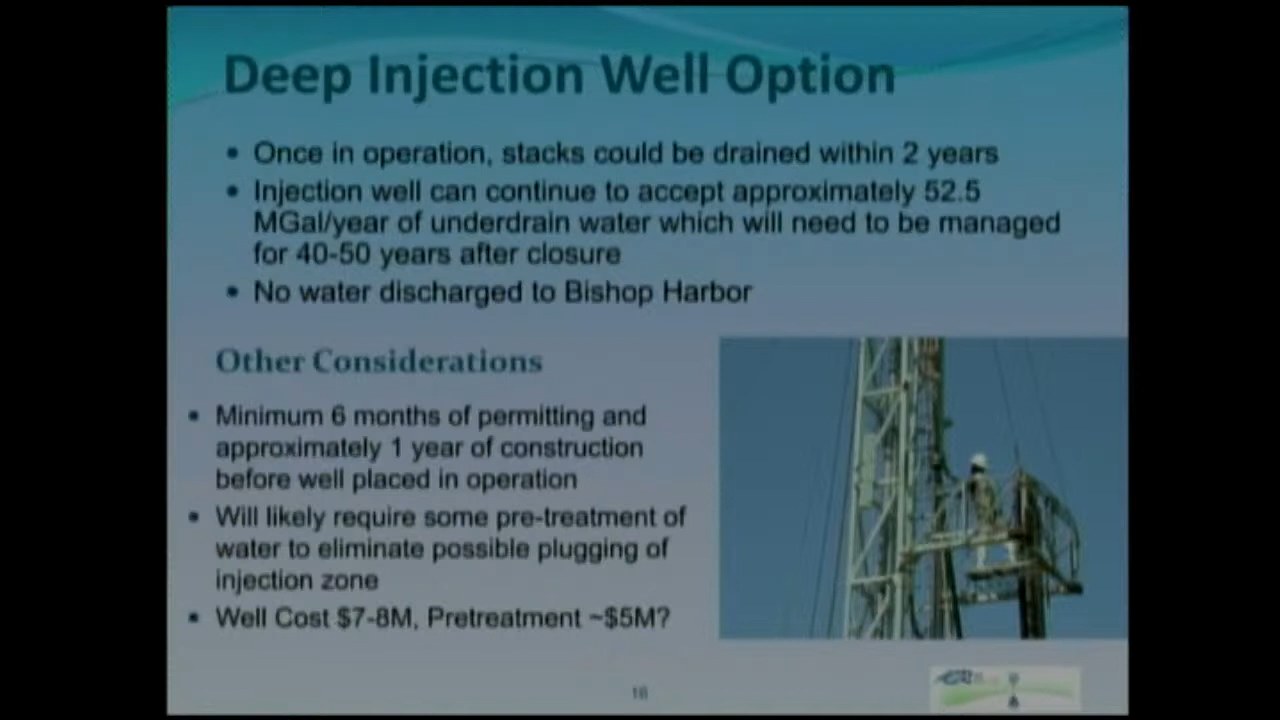 Deep Injection Well Option
• Once in operation, stacks could be drained within 2 years
• Injection well can continue to accept approximately 52.5
MGal/year of underdrain water which will need to be managed
for 40-50 years after closure
• No water discharged to Bishop Harbor
Other Considerations
• Minimum 6 months of permitting and
approximately 1 year of construction
before well placed in operation
• Will likely require some pre-treatment of
water to eliminate possible plugging of
injection zone
• Well Cost $7-8M, Pretreatment ~$5M?